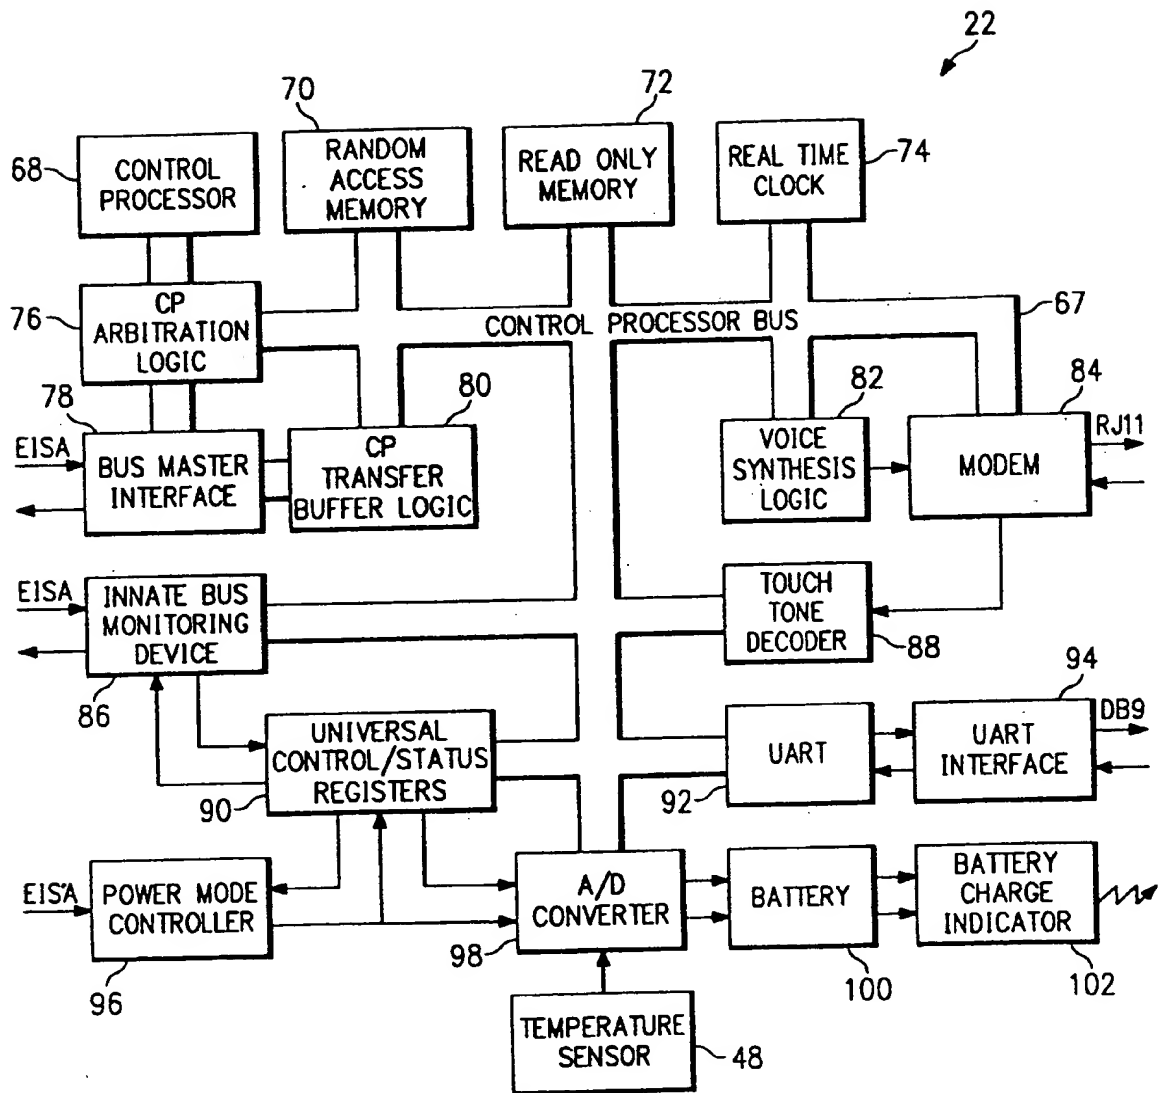 22
70
72
68
CONTROL
PROCESSOR
RANDOM
ACCESS
MEMORY
READ ONLY
MEMORY
REAL TIME
CLOCK
74
76
CP
ARBITRATION
LOGIC
CONTROL PROCESSOR BUS
67
78
80
82
84
EISA
BUS MASTER
INTERFACE
CP
TRANSFER
BUFFER LOGIC
VOICE
SYNTHESIS
LOGIC
MODEM
RJ11
EISA
INNATE BUS
MONITORING
DEVICE
TOUCH
TONE
DECODER
88
86
94
UNIVERSAL
CONTROL/STATUS
REGISTERS
90
UART
92
UART
INTERFACE
DB9
EISA
POWER MODE
CONTROLLER
96
A/D
CONVERTER
98
BATTERY
100
BATTERY
CHARGE
INDICATOR
102
TEMPERATURE
SENSOR
48